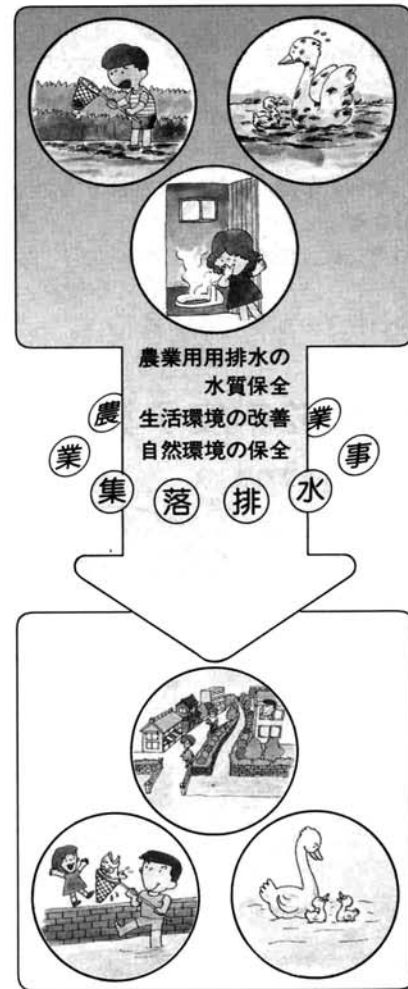 農業用用排水の
水質保全
生活環境の改善
自然環境の保全
農業集落排水事業